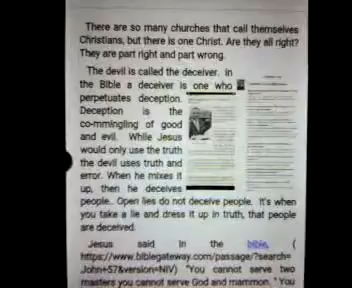 There are so many churches that call themselves
Christians, but there is one Christ. Are they all right?
They are part right and part wrong.
The devil is called the deceiver. In
the Bible a deceiver is one who
perpetuates deception.
Deception is the
co-mmingling of good
and evil. While Jesus
would only use the truth
the devil uses truth and
error. When he mixes it
up, then he deceives
people.. Open lies do not deceive people. It's when
you take a lie and dress it up in truth, that people
are deceived.
Jesus said in the bible, (
https://www.biblegateway.com/passage/?search=
John+57&version=NIV) "You cannot serve two
masters you cannot serve God and mammon. " You